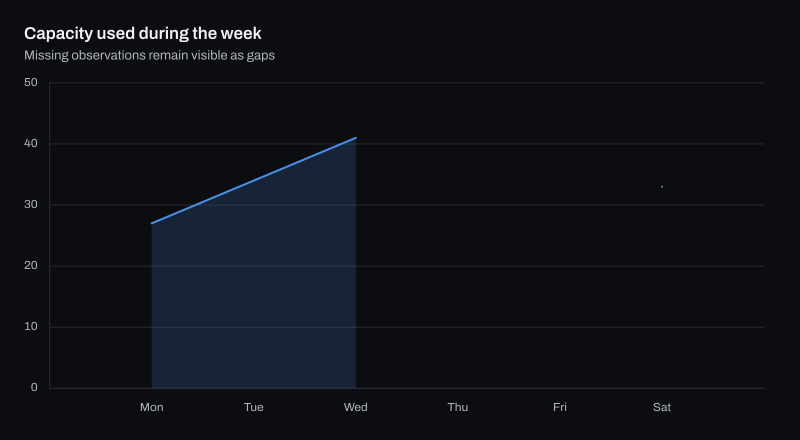 Capacity used during the week
Missing observations remain visible as gaps
50
40
30
20
10
0
Mon Tue Wed Thu Fri Sat